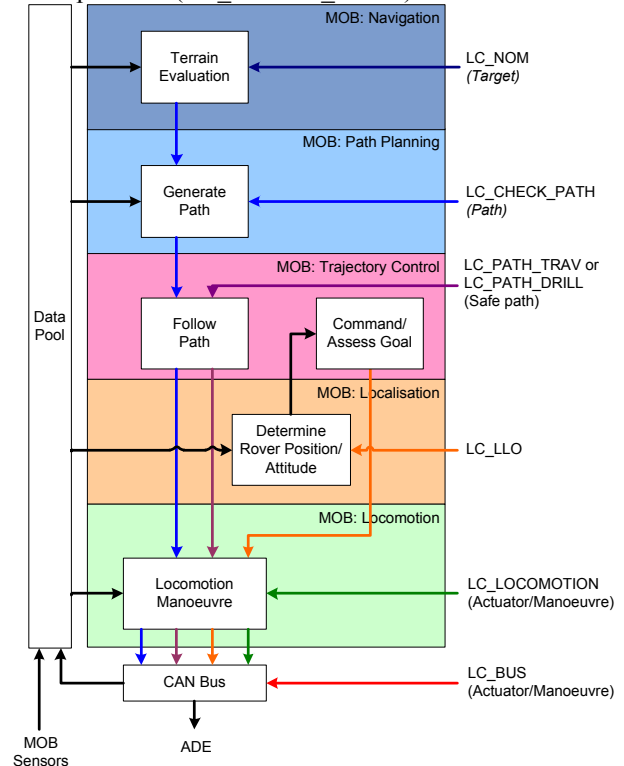 MOB: Navigation
Terrain
Evaluation
LC_NOM
(Target)
MOB: Path Planning
Generate
Path
LC_CHECK_PATH
(Path)
MOB: Trajectory Control
LC_PATH_TRAV or
LC_PATH_DRILL
(Safe path)
Data
Pool
Follow
Path
Command/
Assess Goal
MOB: Localisation
Determine
Rover Position/
Attitude
LC_LLO
MOB: Locomotion
Locomotion
Manoeuvre
LC_LOCOMOTION
(Actuator/Manoeuvre)
CAN Bus
LC_BUS
(Actuator/Manoeuvre)
MOB
Sensors
ADE